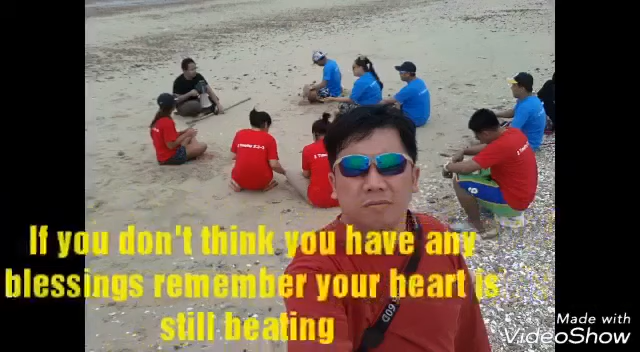 If you don't think you have any
blessings remember your heart is
still beating
Made with
VideoShow